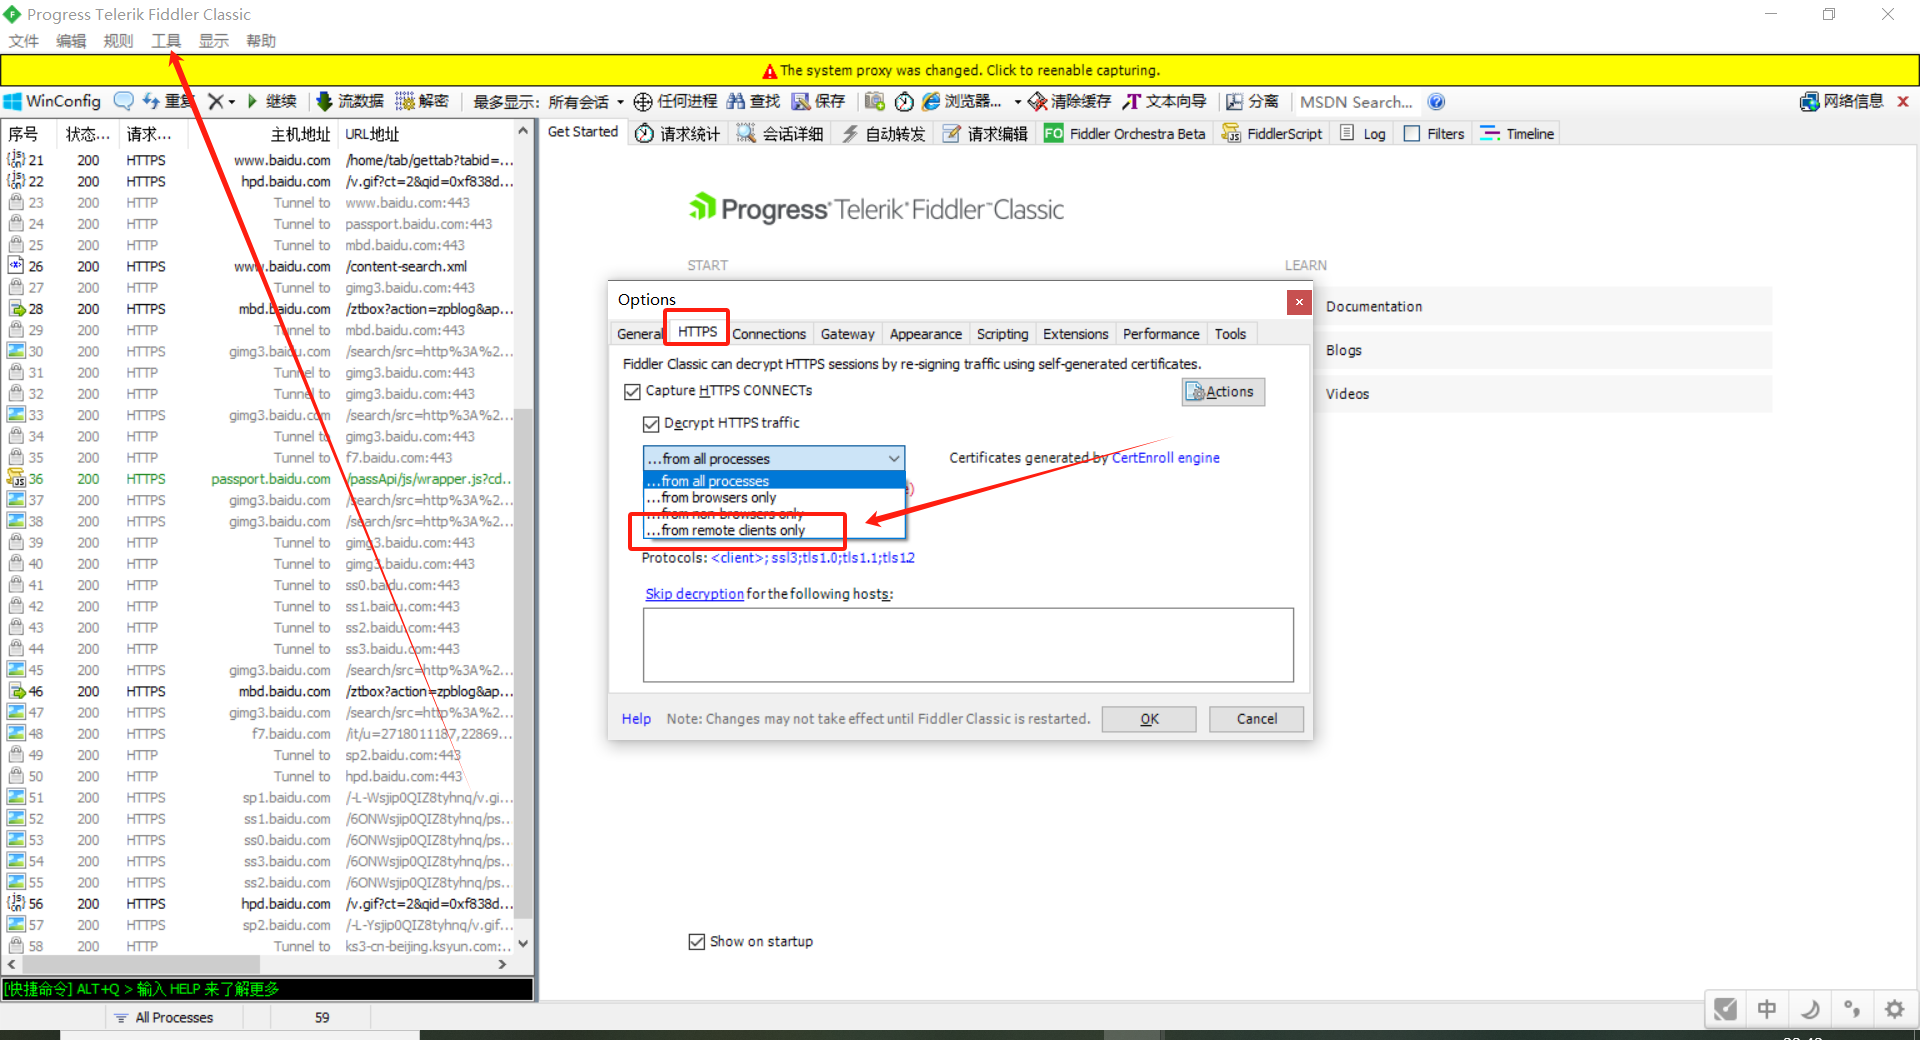 Progress Telerik Fiddler Classic
文件 编辑 规则 工具 显示 帮助
The system proxy was changed. Click to reenable capturing.
WinConfig 重复 继续 流数据 解密 最多显示: 所有会话 任何进程 查找 保存 浏览器... 清除缓存 文本向导 分离 MSDN Search... 网络信息
序号 状态... 请求... 主机地址 URL地址
Get Started 请求统计 会话详细 自动转发 请求编辑 FO Fiddler Orchestra Beta FiddlerScript Log Filters Timeline
21 200 HTTPS www.baidu.com /home/tab/gettab?tabid=...
22 200 HTTPS hpd.baidu.com /v.gif?ct=2&qid=0xf838d...
23 200 HTTP Tunnel to www.baidu.com:443
24 200 HTTP Tunnel to passport.baidu.com:443
25 200 HTTP Tunnel to mbd.baidu.com:443
26 200 HTTPS www.baidu.com /content-search.xml
27 200 HTTP Tunnel to gimg3.baidu.com:443
28 200 HTTPS mbd.baidu.com /ztbox?action=zpblog&ap...
29 200 HTTP Tunnel to mbd.baidu.com:443
30 200 HTTPS gimg3.baidu.com /search/src=http%3A%2...
31 200 HTTP Tunnel to gimg3.baidu.com:443
32 200 HTTP Tunnel to gimg3.baidu.com:443
33 200 HTTPS gimg3.baidu.com /search/src=http%3A%2...
34 200 HTTP Tunnel to gimg3.baidu.com:443
35 200 HTTP Tunnel to f7.baidu.com:443
36 200 HTTPS passport.baidu.com /passApi/js/wrapper.js?cd...
37 200 HTTPS gimg3.baidu.com /search/src=http%3A%2...
38 200 HTTPS gimg3.baidu.com /search/src=http%3A%2...
39 200 HTTP Tunnel to gimg3.baidu.com:443
40 200 HTTP Tunnel to gimg3.baidu.com:443
41 200 HTTP Tunnel to ss0.baidu.com:443
42 200 HTTP Tunnel to ss1.baidu.com:443
43 200 HTTP Tunnel to ss2.baidu.com:443
44 200 HTTP Tunnel to ss3.baidu.com:443
45 200 HTTPS gimg3.baidu.com /search/src=http%3A%2...
46 200 HTTPS mbd.baidu.com /ztbox?action=zpblog&ap...
47 200 HTTPS gimg3.baidu.com /search/src=http%3A%2...
48 200 HTTPS f7.baidu.com /it/u=2718011187,22869...
49 200 HTTP Tunnel to sp2.baidu.com:443
50 200 HTTP Tunnel to hpd.baidu.com:443
51 200 HTTPS sp1.baidu.com /-L-Wsjip0QIZ8tyhnq/v.gi...
52 200 HTTPS ss1.baidu.com /6ONWsjip0QIZ8tyhnq/ps...
53 200 HTTPS ss0.baidu.com /6ONWsjip0QIZ8tyhnq/ps...
54 200 HTTPS ss3.baidu.com /6ONWsjip0QIZ8tyhnq/ps...
55 200 HTTPS ss2.baidu.com /6ONWsjip0QIZ8tyhnq/ps...
56 200 HTTPS hpd.baidu.com /v.gif?ct=2&qid=0xf838d...
57 200 HTTPS sp2.baidu.com /-L-Ysjip0QIZ8tyhnq/v.gif...
58 200 HTTP Tunnel to ks3-cn-beijing.ksyun.com:...
[快捷命令] ALT+Q > 输入 HELP 来了解更多
All Processes 59
Progress Telerik Fiddler Classic
START
LEARN
Documentation
Blogs
Videos
Options
General HTTPS Connections Gateway Appearance Scripting Extensions Performance Tools
Fiddler Classic can decrypt HTTPS sessions by re-signing traffic using self-generated certificates.
Capture HTTPS CONNECTs
Actions
Decrypt HTTPS traffic
...from all processes
Certificates generated by CertEnroll engine
...from all processes
...from browsers only
...from non-browsers only
...from remote clients only
Protocols: <client>; ssl3;tls1.0;tls1.1;tls1.2
Skip decryption for the following hosts:
Help Note: Changes may not take effect until Fiddler Classic is restarted. OK Cancel
Show on startup
中